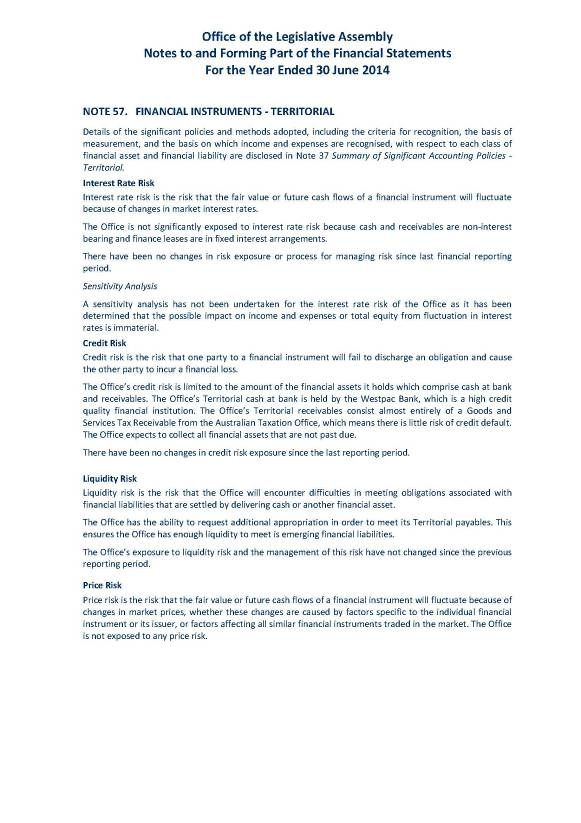 Office of the Legislative Assembly
Notes to and Forming Part of the Financial Statements
For the Year Ended 30 June 2014
NOTE 57. FINANCIAL INSTRUMENTS - TERRITORIAL
Details of the significant policies and methods adopted, including the criteria for recognition, the basis of
measurement, and the basis on which income and expenses are recognised, with respect to each class of
financial asset and financial liability are disclosed in Note 37 Summary of Significant Accounting Policies -
Territorial.
Interest Rate Risk
Interest rate risk is the risk that the fair value or future cash flows of a financial instrument will fluctuate
because of changes in market interest rates.
The Office is not significantly exposed to interest rate risk because cash and receivables are non-interest
bearing and finance leases are in fixed interest arrangements.
There have been no changes in risk exposure or process for managing risk since last financial reporting
period.
Sensitivity Analysis
A sensitivity analysis has not been undertaken for the interest rate risk of the Office as it has been
determined that the possible impact on income and expenses or total equity from fluctuation in interest
rates is immaterial.
Credit Risk
Credit risk is the risk that one party to a financial instrument will fail to discharge an obligation and cause
the other party to incur a financial loss.
The Office's credit risk is limited to the amount of the financial assets it holds which comprise cash at bank
and receivables. The Office's Territorial cash at bank is held by the Westpac Bank, which is a high credit
quality financial institution. The Office's Territorial receivables consist almost entirely of a Goods and
Services Tax Receivable from the Australian Taxation Office, which means there is little risk of credit default.
The Office expects to collect all financial assets that are not past due.
There have been no changes in credit risk exposure since the last reporting period.
Liquidity Risk
Liquidity risk is the risk that the Office will encounter difficulties in meeting obligations associated with
financial liabilities that are settled by delivering cash or another financial asset.
The Office has the ability to request additional appropriation in order to meet its Territorial payables. This
ensures the Office has enough liquidity to meet is emerging financial liabilities.
The Office's exposure to liquidity risk and the management of this risk have not changed since the previous
reporting period.
Price Risk
Price risk is the risk that the fair value or future cash flows of a financial instrument will fluctuate because of
changes in market prices, whether these changes are caused by factors specific to the individual financial
instrument or its issuer, or factors affecting all similar financial instruments traded in the market. The Office
is not exposed to any price risk.